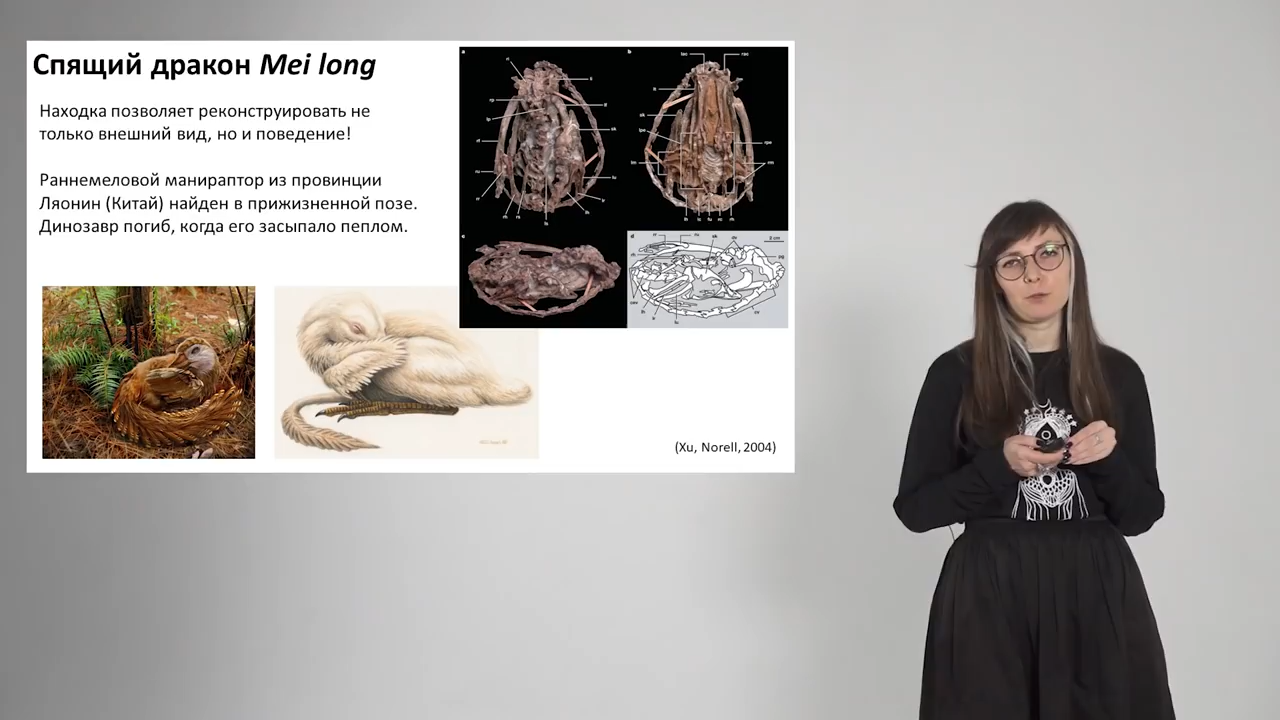 Спящий дракон Mei long
Находка позволяет реконструировать не
только внешний вид, но и поведение!
Раннемеловой манираптор из провинции
Ляонин (Китай) найден в прижизненной позе.
Динозавр погиб, когда его засыпало пеплом.
a
b
c
d
(Xu, Norell, 2004)